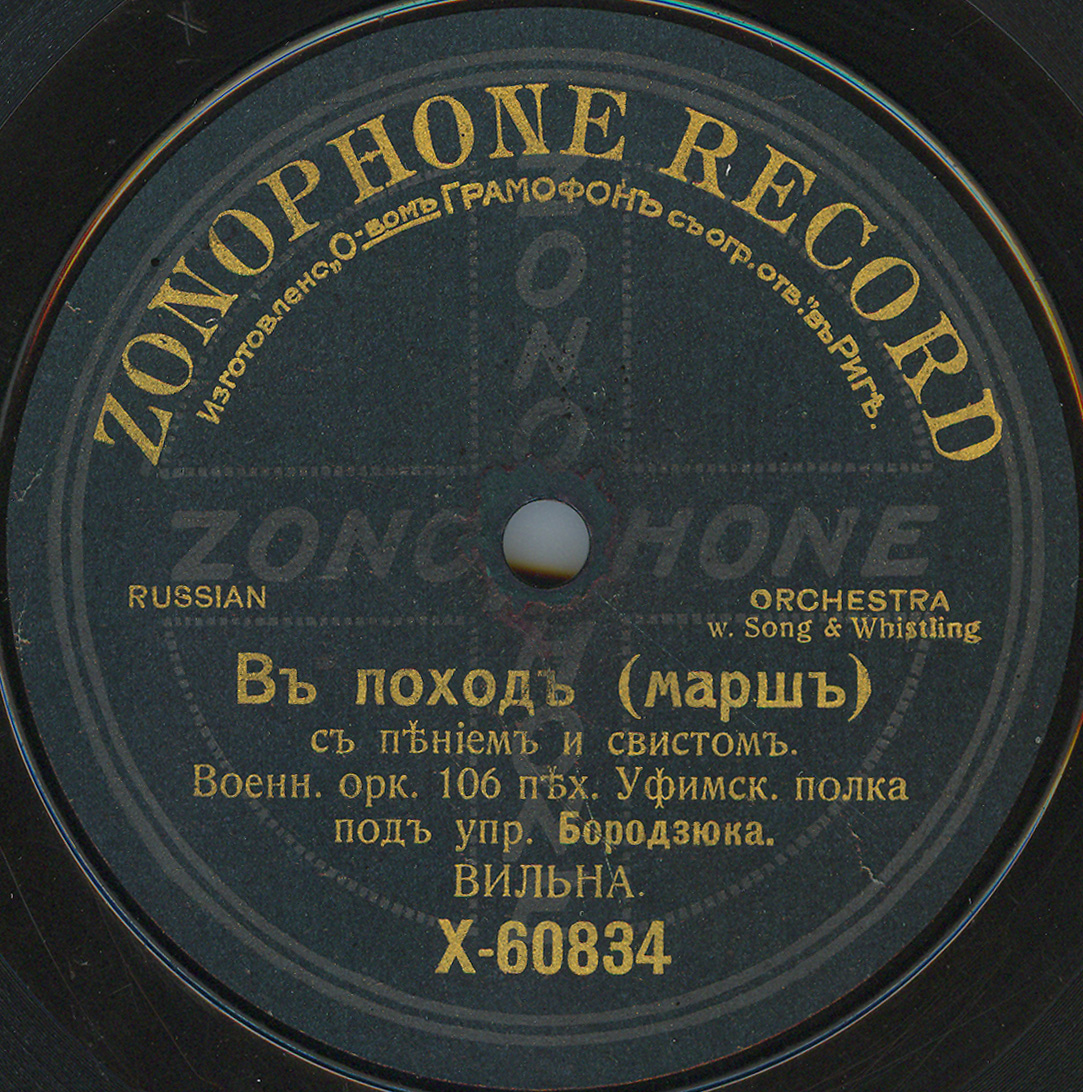 ZONOPHONE RECORD
Изготовлено „О-вомъ ГРАМОФОНЪ съ огр. отв.” въ Ригѣ.
ZONOPHONE
ZONOPHONE
RUSSIAN
ORCHESTRA
w. Song & Whistling
Въ походъ (маршъ)
съ пѣніемъ и свистомъ.
Военн. орк. 106 пѣх. Уфимск. полка
подъ упр. Бородзюка.
ВИЛЬНА.
X-60834